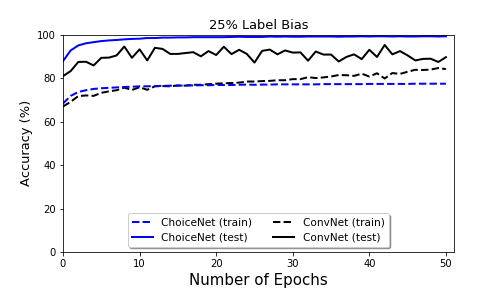 25% Label Bias
Accuracy (%)
100
80
60
40
20
0
0 10 20 30 40 50
Number of Epochs
ChoiceNet (train) ConvNet (train)
ChoiceNet (test) ConvNet (test)